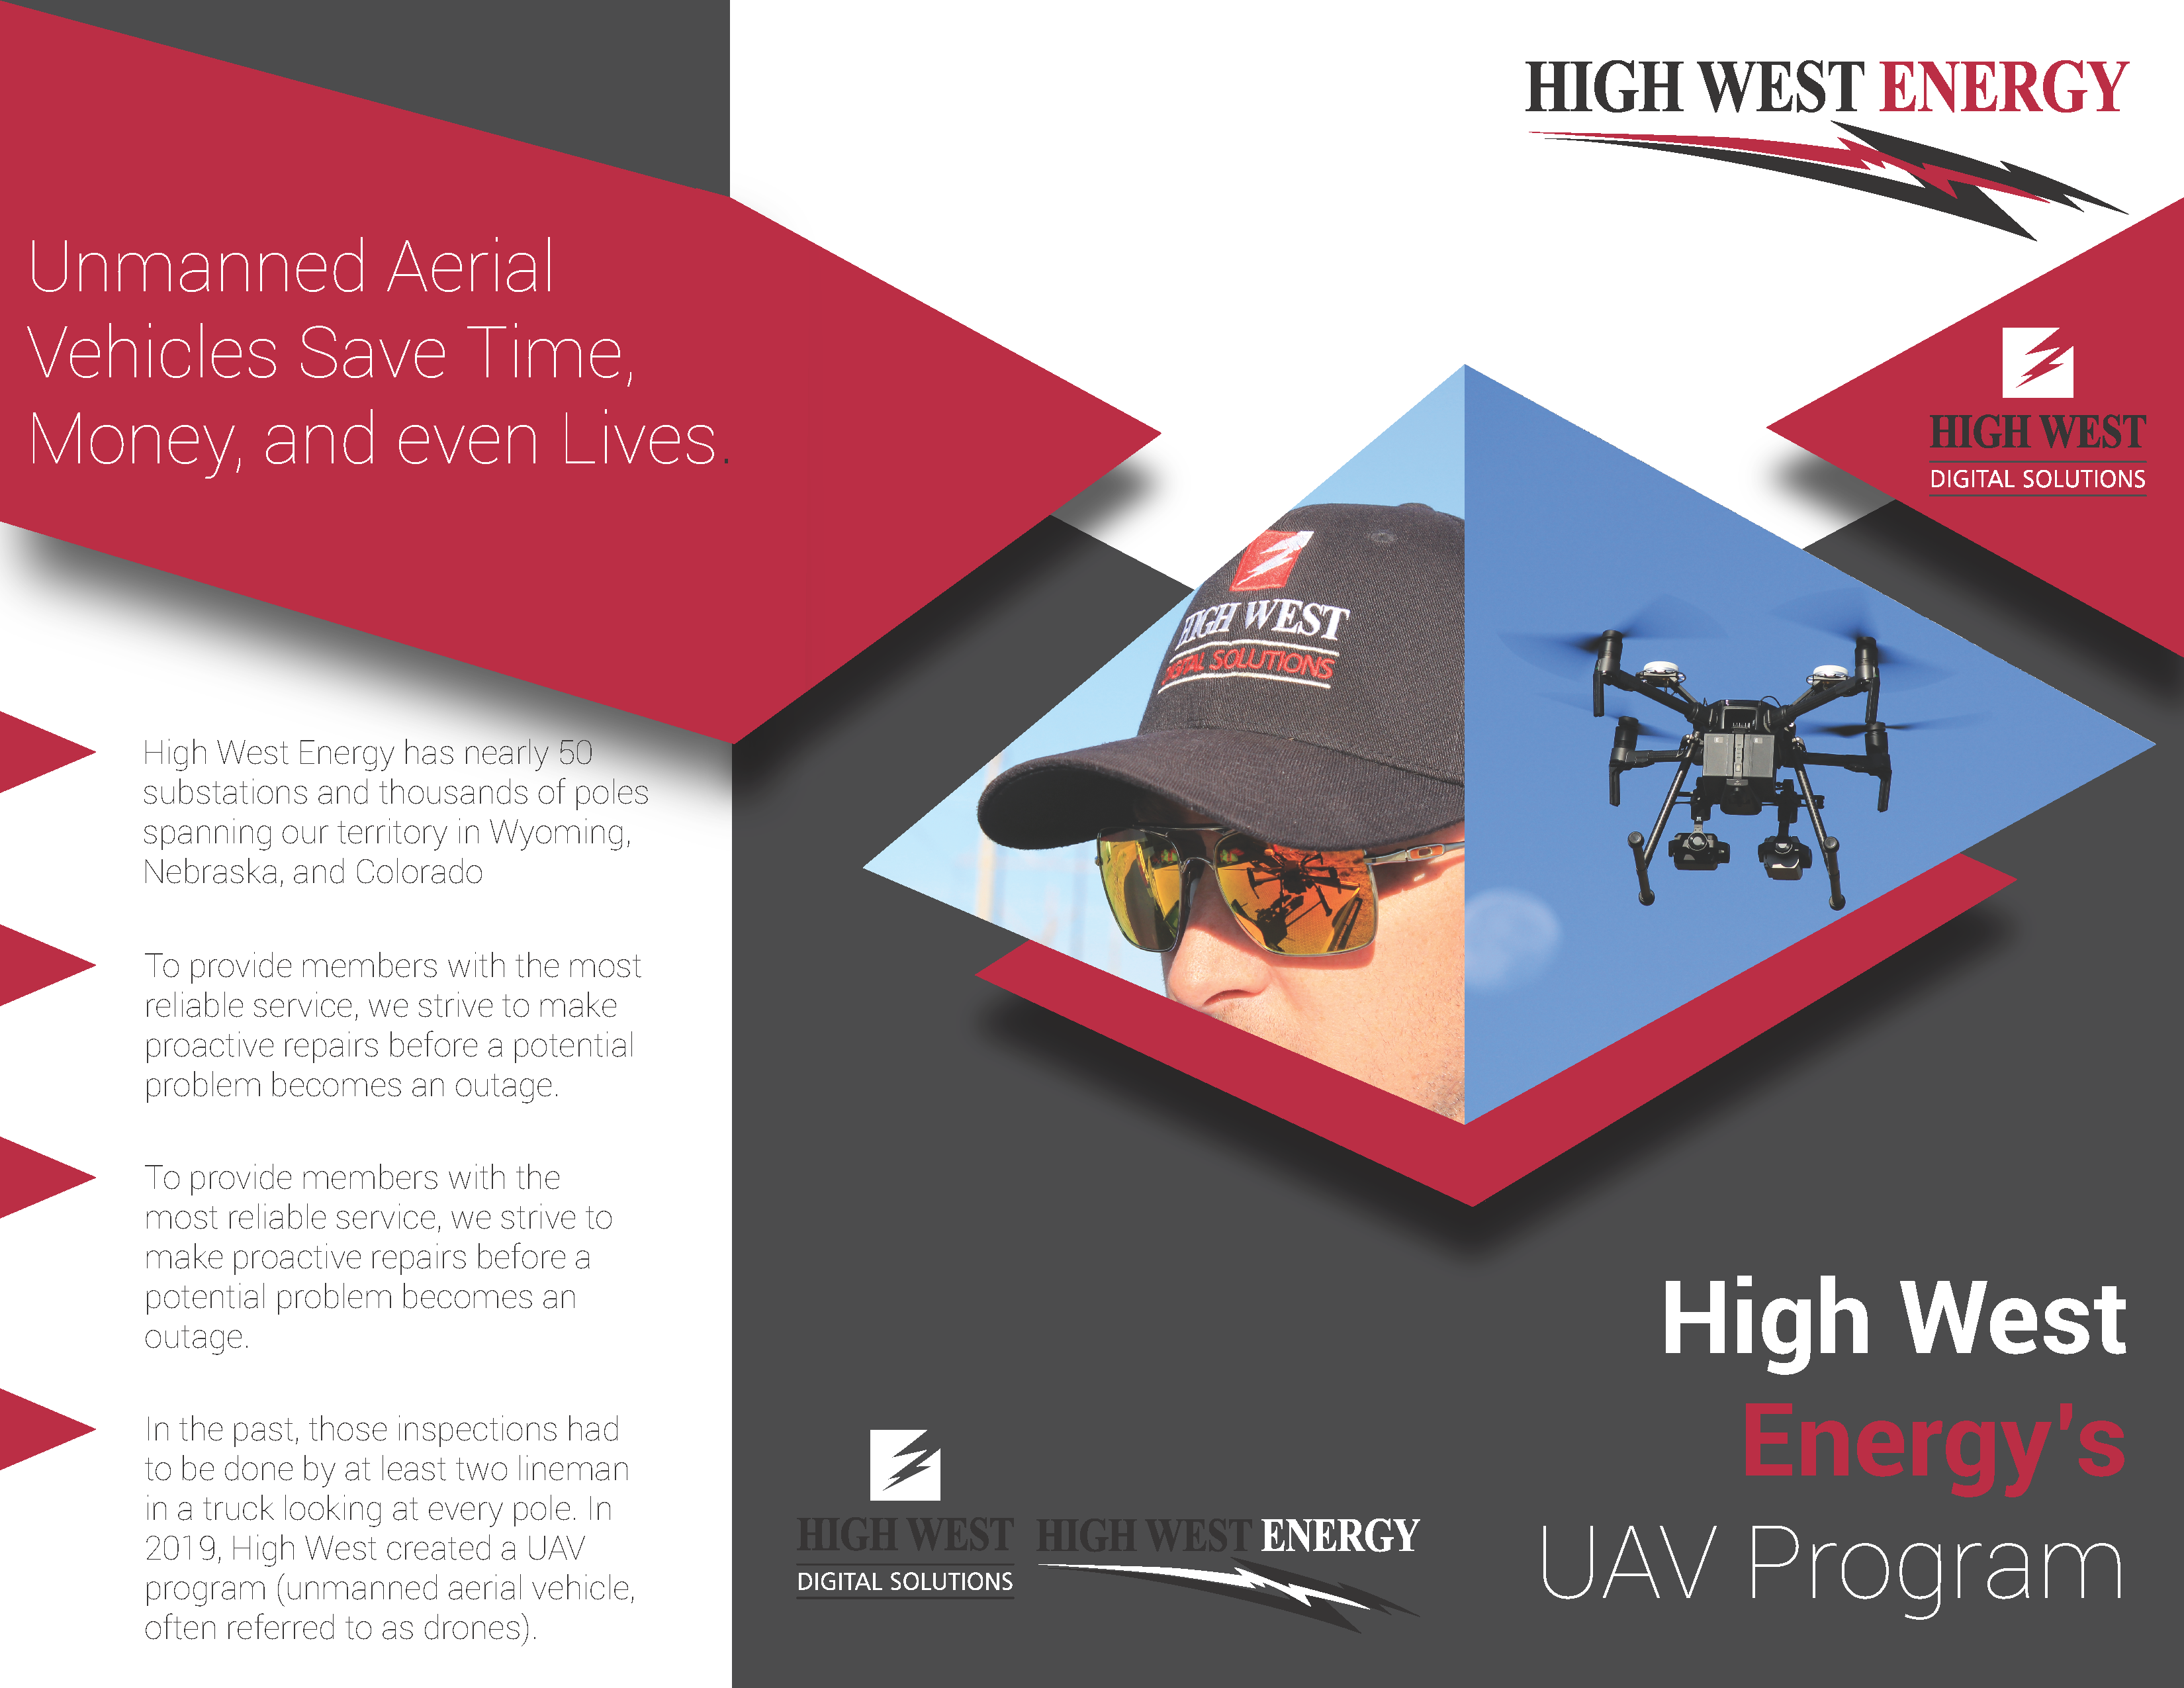 Unmanned Aerial
Vehicles Save Time,
Money, and even Lives.
High West Energy has nearly 50
substations and thousands of poles
spanning our territory in Wyoming,
Nebraska, and Colorado
To provide members with the most
reliable service, we strive to make
proactive repairs before a potential
problem becomes an outage.
To provide members with the
most reliable service, we strive to
make proactive repairs before a
potential problem becomes an
outage.
In the past, those inspections had
to be done by at least two lineman
in a truck looking at every pole. In
2019, High West created a UAV
program (unmanned aerial vehicle,
often referred to as drones).
HIGH WEST
DIGITAL SOLUTIONS
HIGH WEST ENERGY
HIGH WEST
DIGITAL SOLUTIONS
HIGH WEST ENERGY
HIGH WEST
DIGITAL SOLUTIONS
High West
Energy's
UAV Program